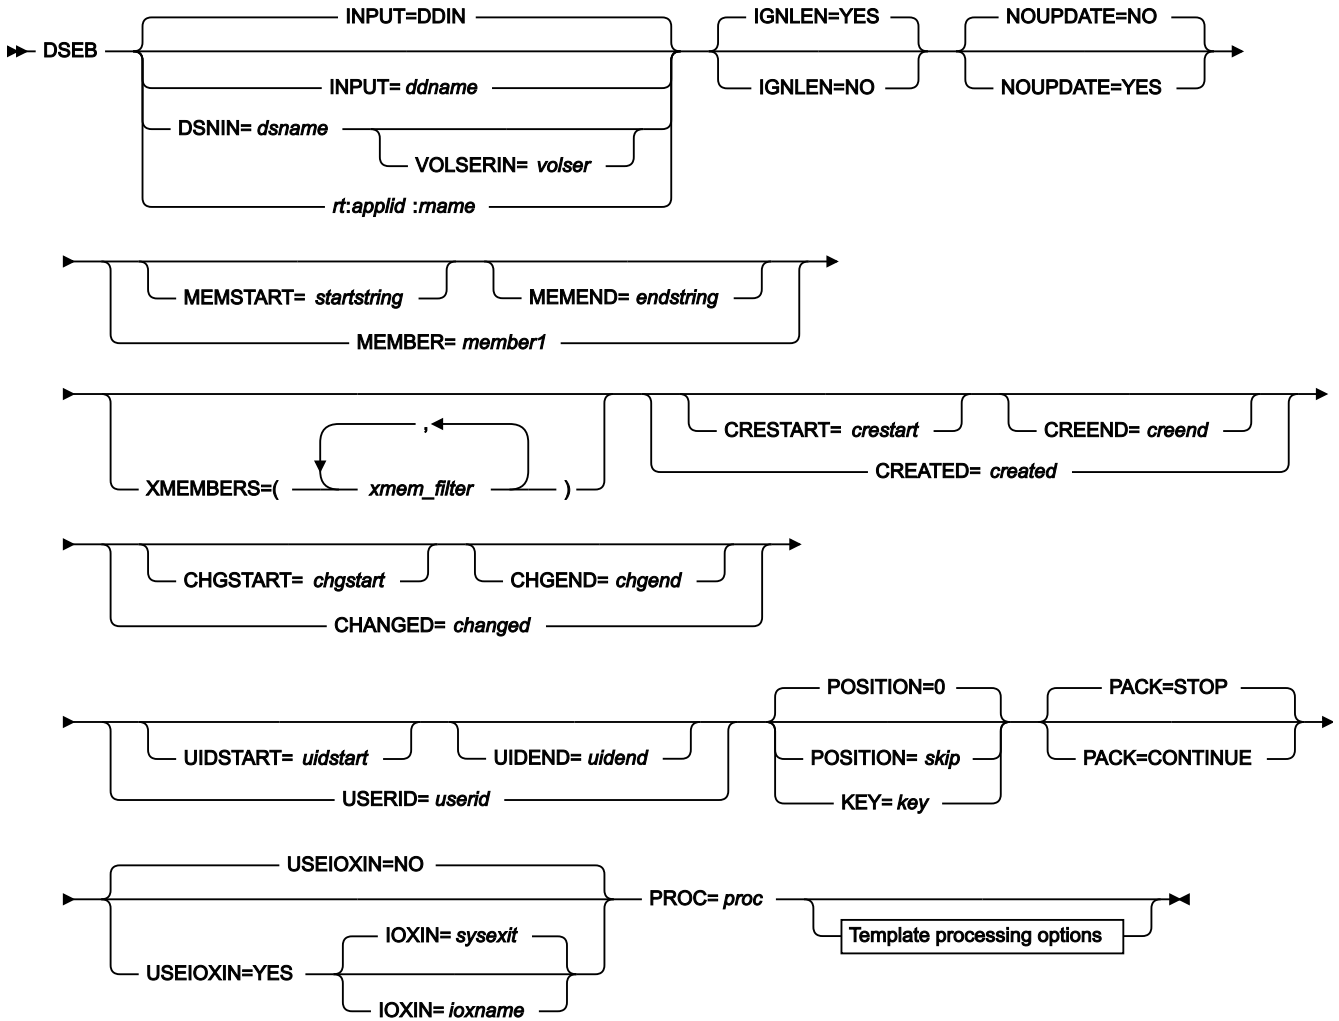 INPUT=DDIN IGNLEN=YES NOUPDATE=NO
DSEB
INPUT= ddname IGNLEN=NO NOUPDATE=YES
DSNIN= dsname
VOLSERIN= volser
rt:applid :rname
MEMSTART= startstring MEMEND= endstring
MEMBER= member1
, CRESTART= crestart CREEND= creend
CREATED= created
XMEMBERS=( xmem_filter )
CHGSTART= chgstart CHGEND= chgend
CHANGED= changed
POSITION=0 PACK=STOP
UIDSTART= uidstart UIDEND= uidend POSITION= skip PACK=CONTINUE
USERID= userid KEY= key
USEIOXIN=NO
PROC= proc
IOXIN= sysexit Template processing options
USEIOXIN=YES
IOXIN= ioxname